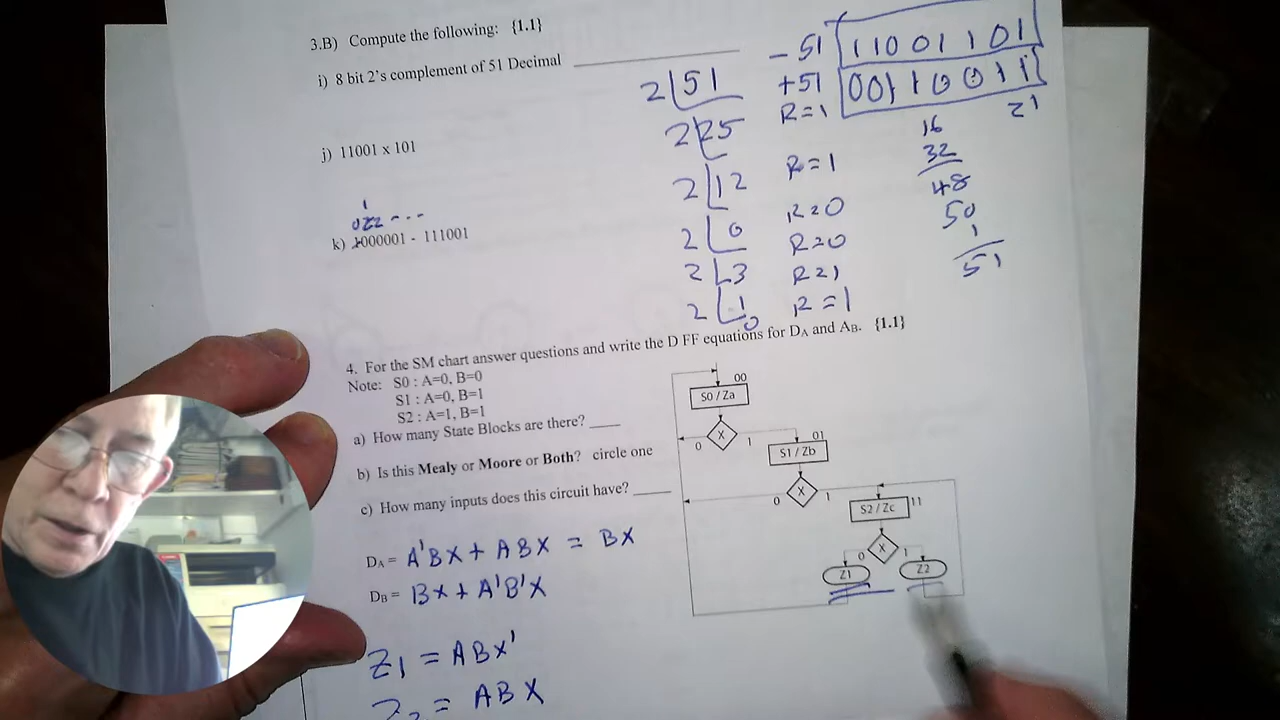 3.B) Compute the following: {1.1}
i) 8 bit 2's complement of 51 Decimal
- 51 11001101
+51 00110011
2 51
R=1
2 25
R=1
2 12
R=0
2 6
R=0
2 3
R=1
2 1
R=1
0
21
16
32
48
50
1
51
j) 11001 x 101
1
022 - - -
k) 1000001 - 111001
4. For the SM chart answer questions and write the D FF equations for DA and AB. {1.1}
Note: S0 : A=0, B=0
S1 : A=0, B=1
S2 : A=1, B=1
a) How many State Blocks are there? ____
b) Is this Mealy or Moore or Both? circle one
c) How many inputs does this circuit have? ____
DA = A'BX + ABX = BX
DB = BX + A'B'X
Z1 = ABX'
Z2 = ABX
00
S0 / Za
X
0
1
01
S1 / Zb
X
0
1
11
S2 / Zc
X
0
1
Z1
Z2